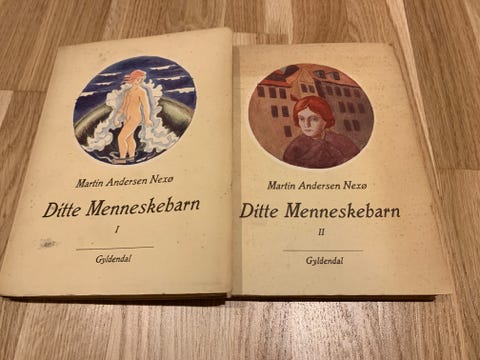 Martin Andersen Nexø
Ditte Menneskebarn
I
Gyldendal
Martin Andersen Nexø
Ditte Menneskebarn
II
Gyldendal